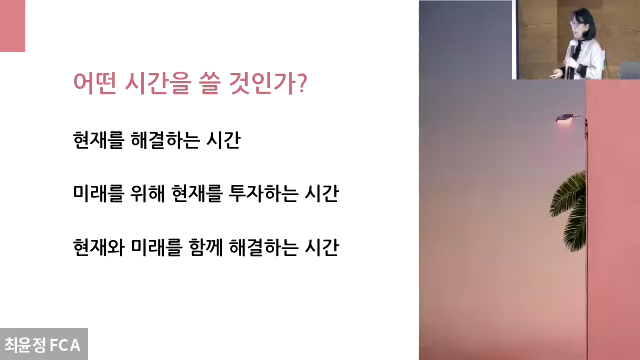 어떤 시간을 쓸 것인가?
현재를 해결하는 시간
미래를 위해 현재를 투자하는 시간
현재와 미래를 함께 해결하는 시간
최윤정 FCA